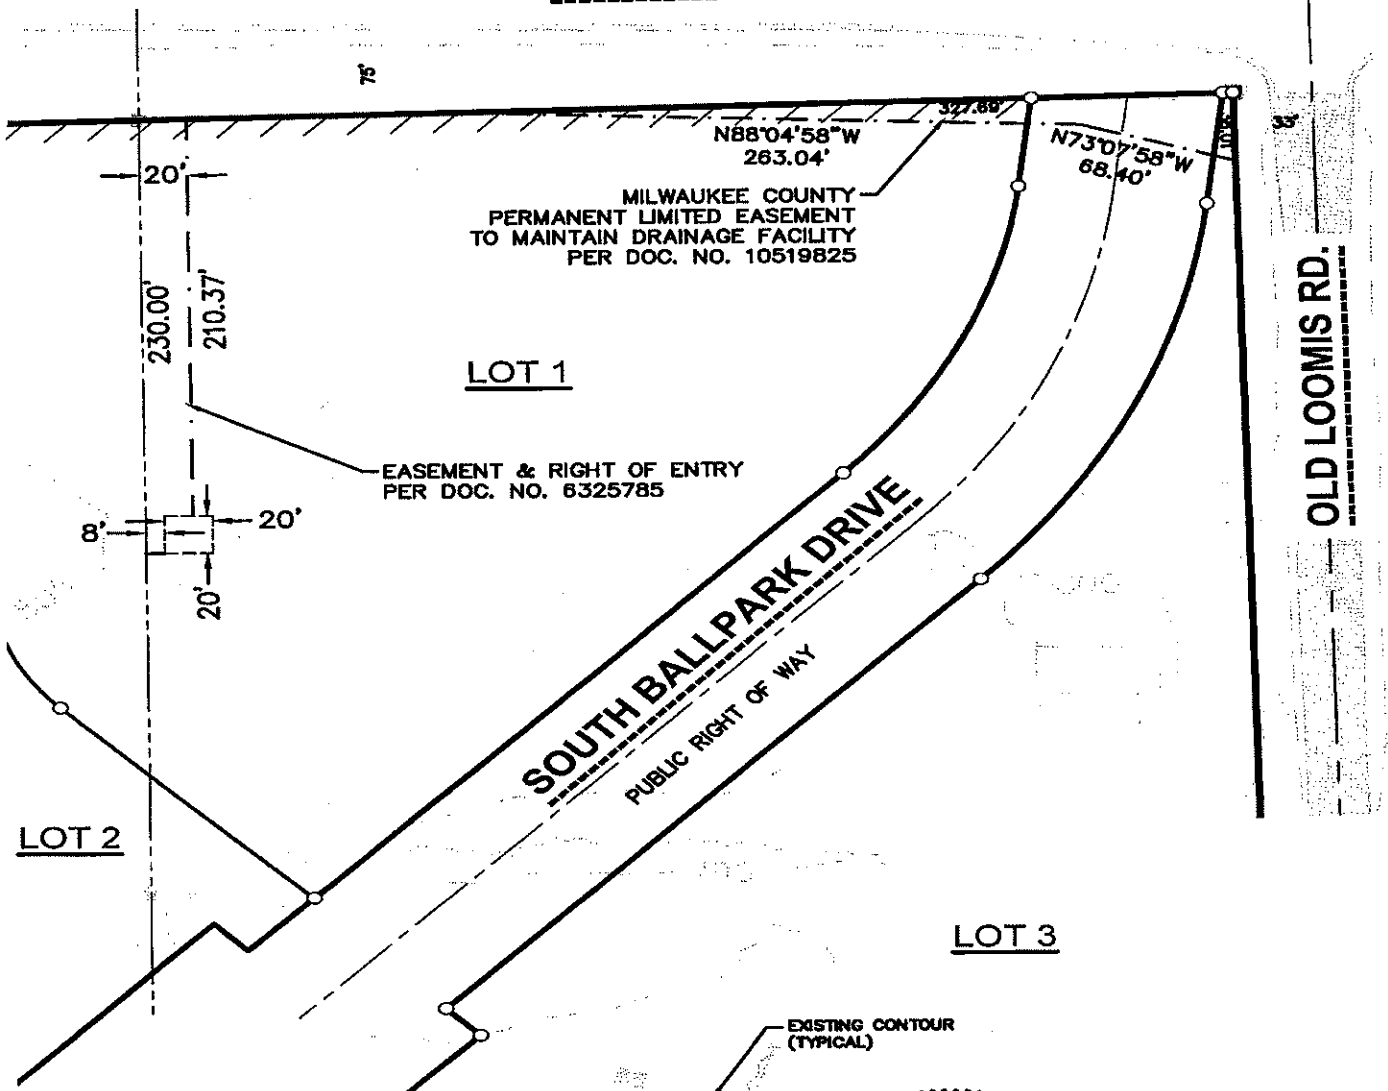 75'
327.69'
N88°04'58"W
263.04'
N73°07'58"W
68.40'
33'
20'
MILWAUKEE COUNTY
PERMANENT LIMITED EASEMENT
TO MAINTAIN DRAINAGE FACILITY
PER DOC. NO. 10519825
230.00'
210.37'
LOT 1
OLD LOOMIS RD.
EASEMENT & RIGHT OF ENTRY
PER DOC. NO. 6325785
8'
20'
20'
SOUTH BALLPARK DRIVE
PUBLIC RIGHT OF WAY
LOT 2
LOT 3
EXISTING CONTOUR
(TYPICAL)